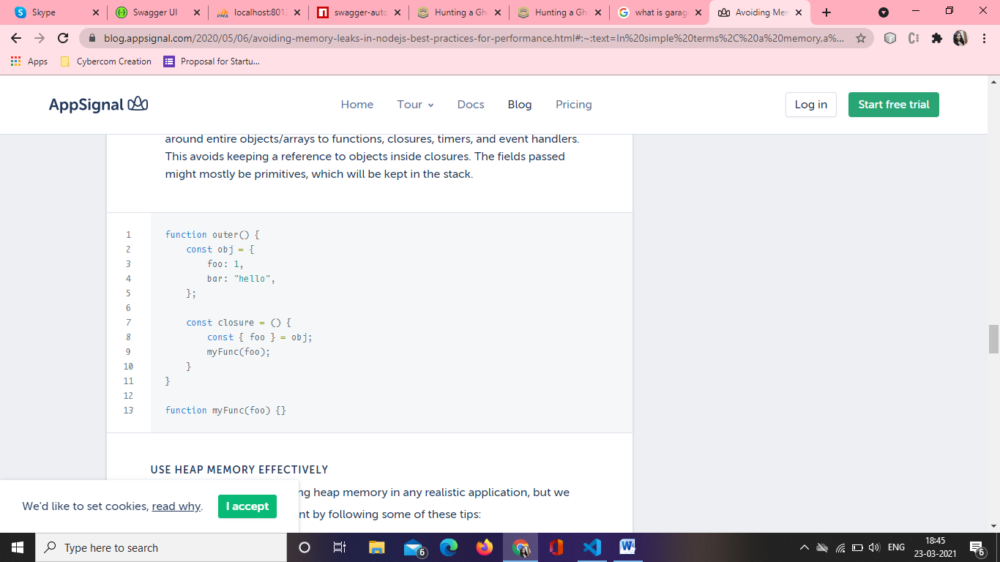 Skype
Swagger UI
localhost:801
swagger-auto
Hunting a Gh
Hunting a Gh
what is garag
Avoiding Mem
blog.appsignal.com/2020/05/06/avoiding-memory-leaks-in-nodejs-best-practices-for-performance.html#:~:text=In%20simple%20terms%2C%20a%20memory,a%...
Apps
Cybercom Creation
Proposal for Startu...
AppSignal
Home
Tour
Docs
Blog
Pricing
Log in
Start free trial
around entire objects/arrays to functions, closures, timers, and event handlers.
This avoids keeping a reference to objects inside closures. The fields passed
might mostly be primitives, which will be kept in the stack.
1 function outer() {
2 const obj = {
3 foo: 1,
4 bar: "hello",
5 };
6
7 const closure = () {
8 const { foo } = obj;
9 myFunc(foo);
10 }
11 }
12
13 function myFunc(foo) {}
USE HEAP MEMORY EFFECTIVELY
ng heap memory in any realistic application, but we
nt by following some of these tips:
We'd like to set cookies, read why.
I accept
Type here to search
6
ENG
18:45
23-03-2021
6